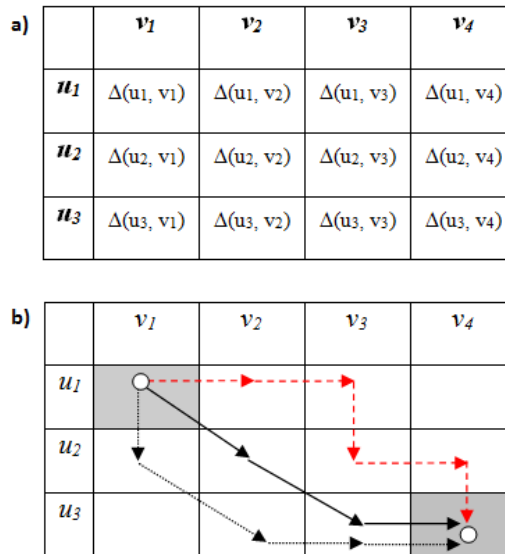 a) v1 v2 v3 v4
u1 Δ(u1, v1) Δ(u1, v2) Δ(u1, v3) Δ(u1, v4)
u2 Δ(u2, v1) Δ(u2, v2) Δ(u2, v3) Δ(u2, v4)
u3 Δ(u3, v1) Δ(u3, v2) Δ(u3, v3) Δ(u3, v4)
b) v1 v2 v3 v4
u1
u2
u3